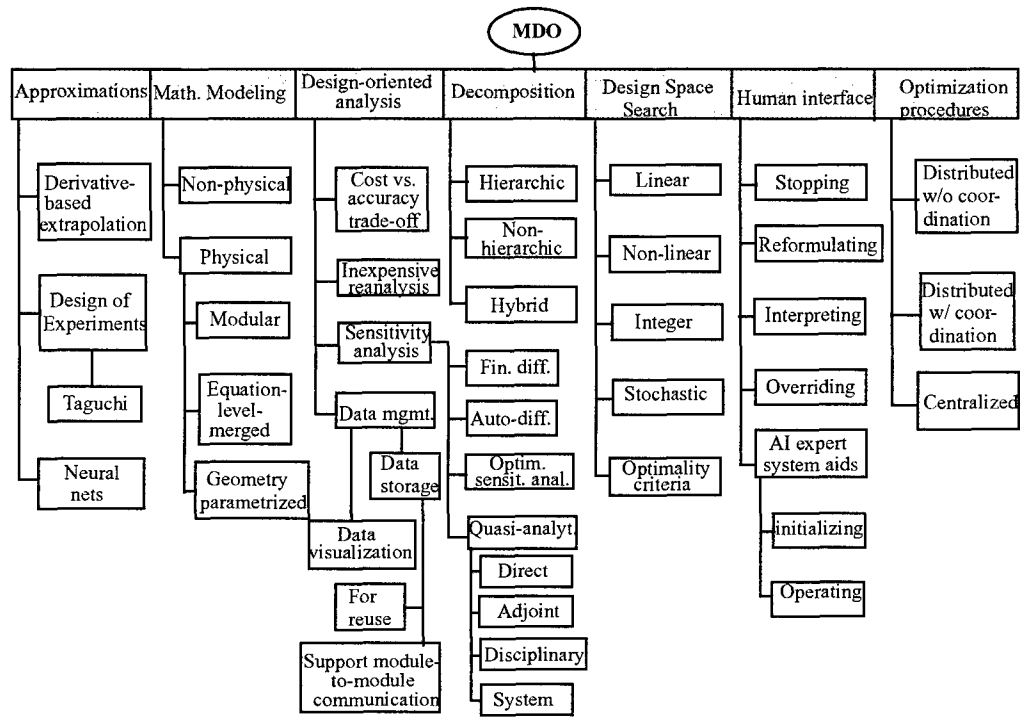 MDO
Approximations
Math. Modeling
Design-oriented
analysis
Decomposition
Design Space
Search
Human interface
Optimization
procedures
Derivative-
based
extrapolation
Design of
Experiments
Taguchi
Neural
nets
Non-physical
Physical
Modular
Equation-
level-
merged
Geometry
parametrized
Cost vs.
accuracy
trade-off
Inexpensive
reanalysis
Sensitivity
analysis
Data mgmt.
Data
storage
Data
visualization
For
reuse
Support module-
to-module
communication
Hierarchic
Non-
hierarchic
Hybrid
Fin. diff.
Auto-diff.
Optim.
sensit. anal.
Quasi-analyt.
Direct
Adjoint
Disciplinary
System
Linear
Non-linear
Integer
Stochastic
Optimality
criteria
Stopping
Reformulating
Interpreting
Overriding
AI expert
system aids
initializing
Operating
Distributed
w/o coor-
dination
Distributed
w/ coor-
dination
Centralized